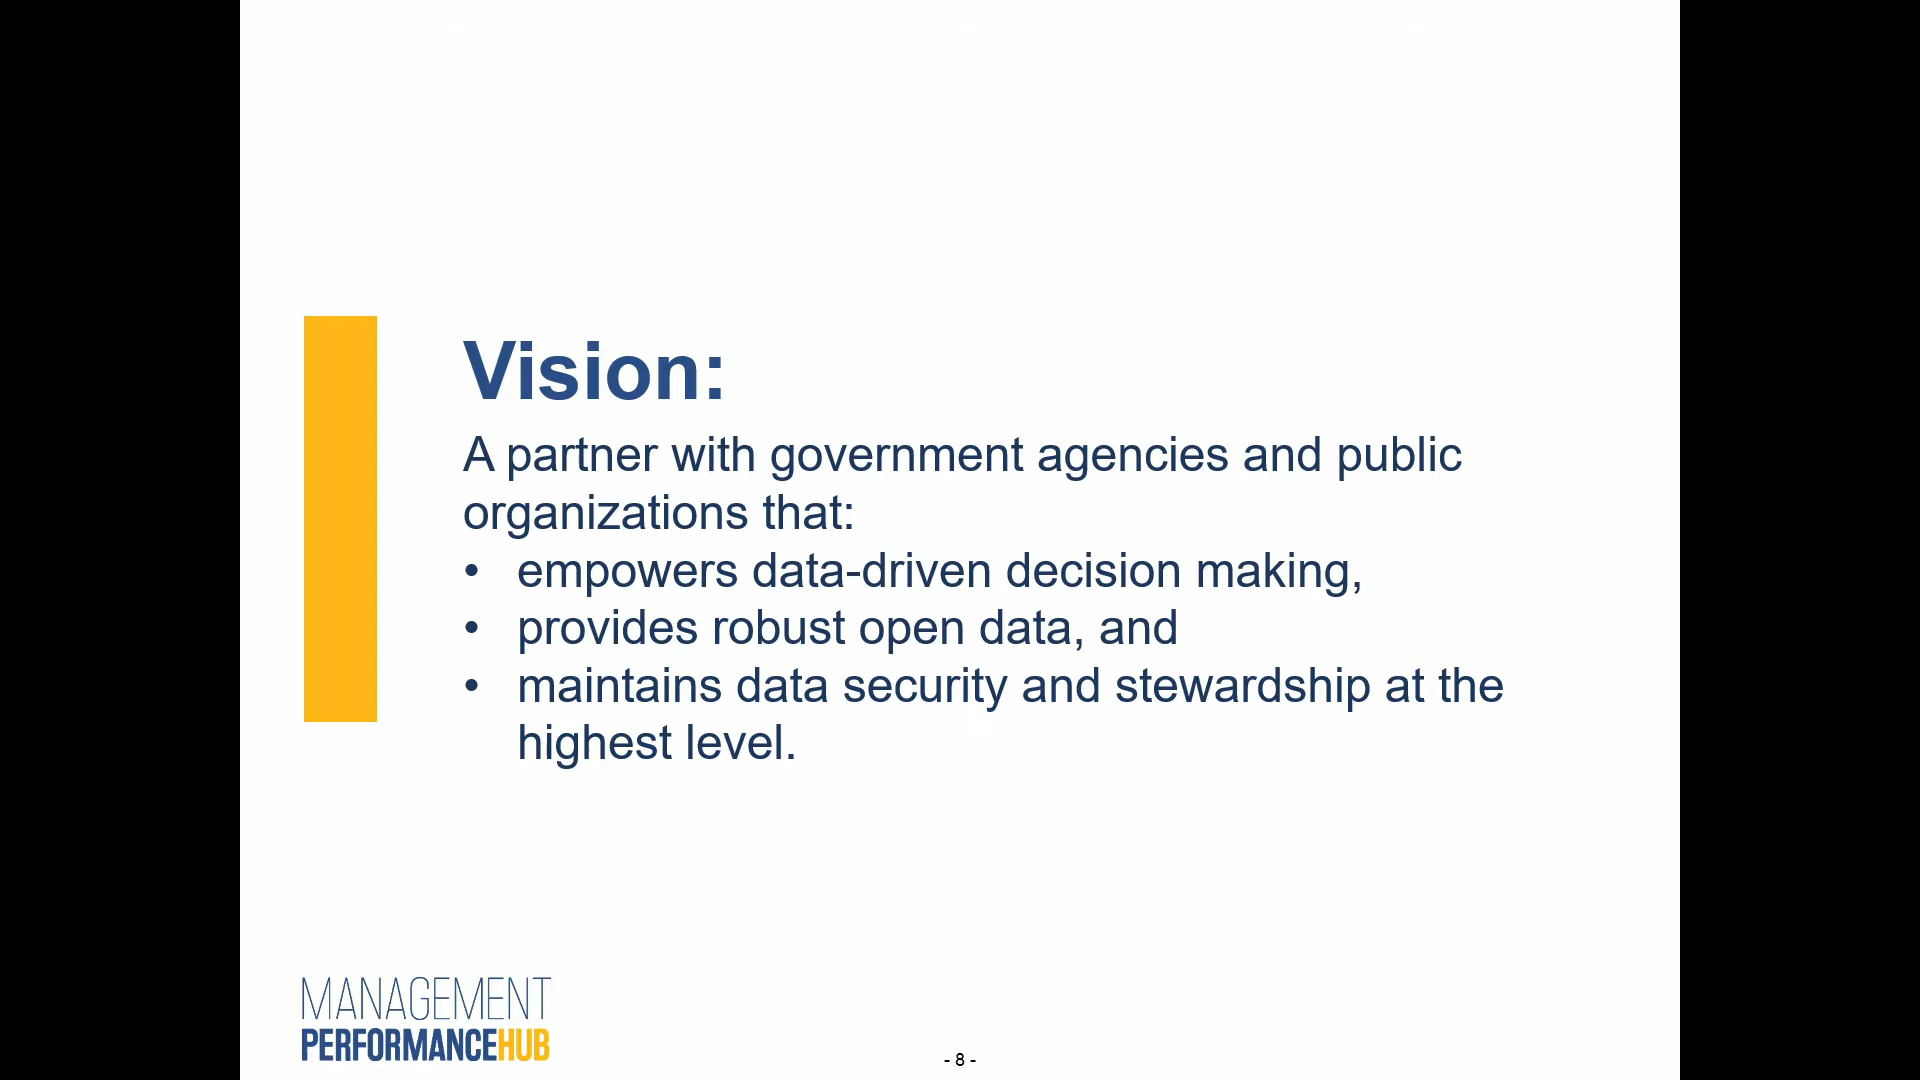 Vision:
A partner with government agencies and public
organizations that:
• empowers data-driven decision making,
• provides robust open data, and
• maintains data security and stewardship at the
highest level.
MANAGEMENT
PERFORMANCEHUB
- 8 -